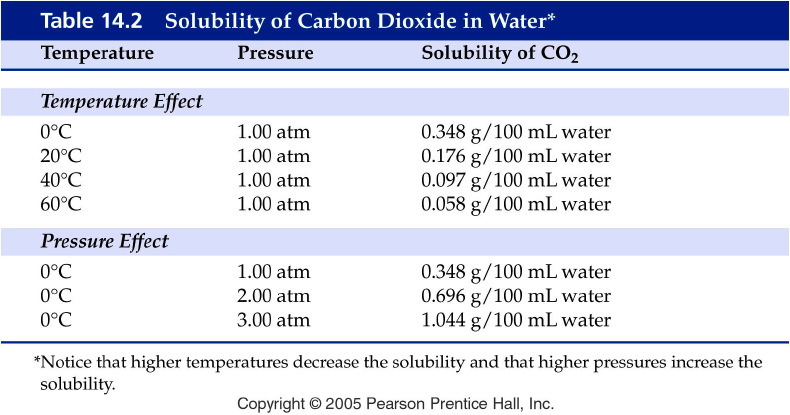 Table 14.2 Solubility of Carbon Dioxide in Water*
Temperature Pressure Solubility of CO₂
Temperature Effect
0°C 1.00 atm 0.348 g/100 mL water
20°C 1.00 atm 0.176 g/100 mL water
40°C 1.00 atm 0.097 g/100 mL water
60°C 1.00 atm 0.058 g/100 mL water
Pressure Effect
0°C 1.00 atm 0.348 g/100 mL water
0°C 2.00 atm 0.696 g/100 mL water
0°C 3.00 atm 1.044 g/100 mL water
*Notice that higher temperatures decrease the solubility and that higher pressures increase the
solubility.
Copyright © 2005 Pearson Prentice Hall, Inc.